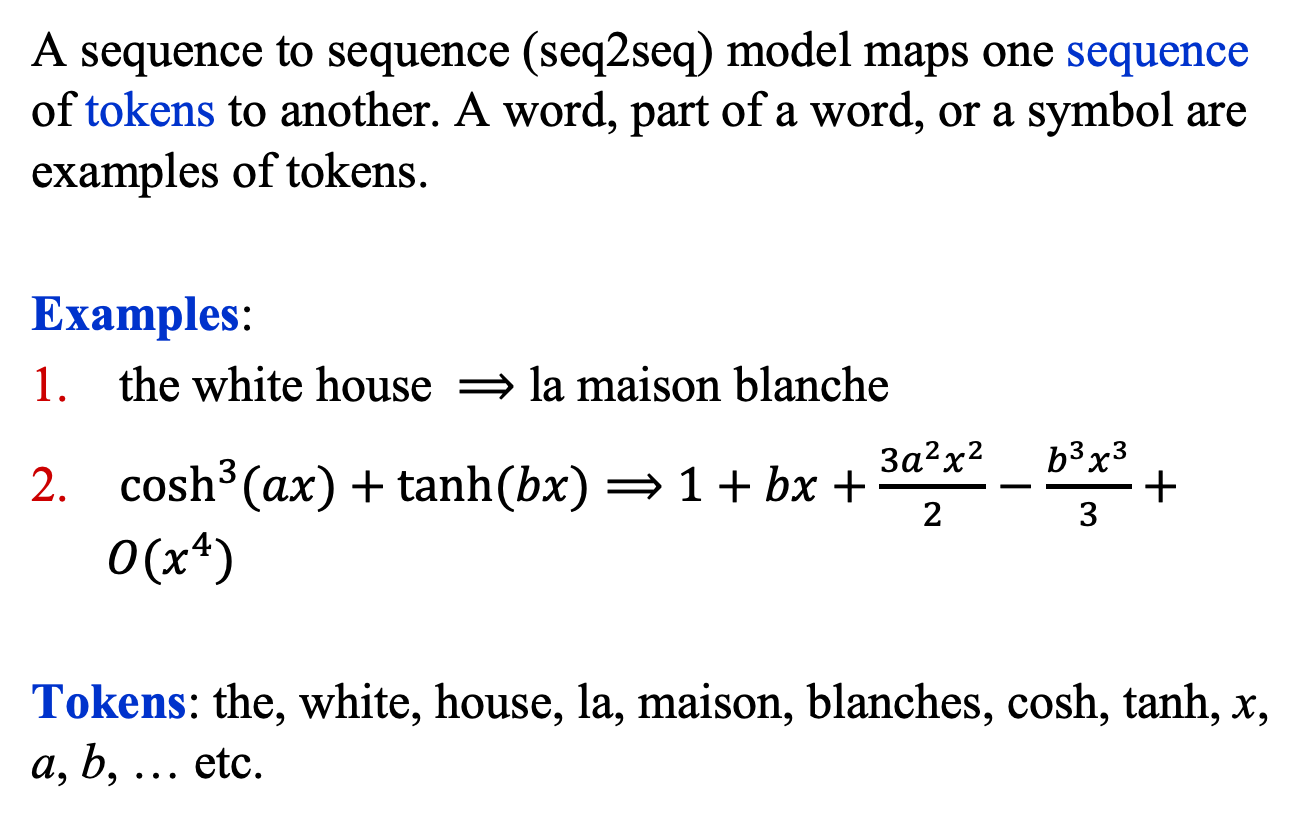 A sequence to sequence (seq2seq) model maps one sequence
of tokens to another. A word, part of a word, or a symbol are
examples of tokens.
Examples:
1. the white house ⟹ la maison blanche
2. cosh³(ax) + tanh(bx) ⟹ 1 + bx + 3a²x²/2 − b³x³/3 +
O(x⁴)
Tokens: the, white, house, la, maison, blanches, cosh, tanh, x,
a, b, … etc.